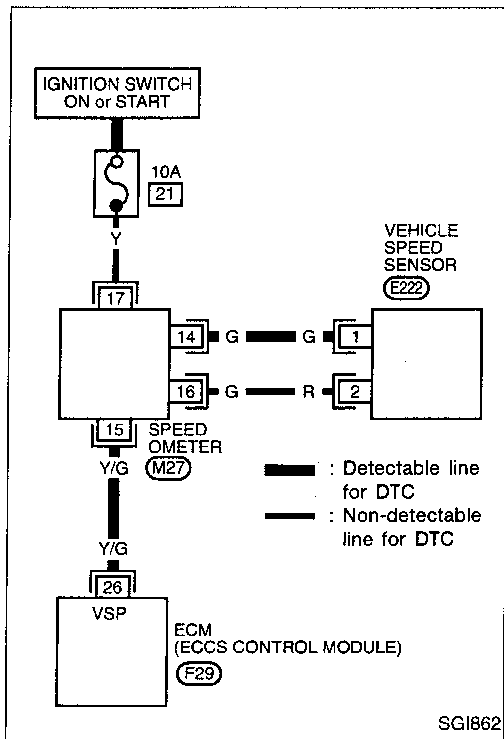 IGNITION SWITCH
ON or START
10A
21
Y
VEHICLE
SPEED
SENSOR
E222
17
14 G G 1
16 G R 2
15
SPEED
OMETER
M27
Y/G
: Detectable line
for DTC
: Non-detectable
line for DTC
Y/G
26
VSP
ECM
(ECCS CONTROL MODULE)
F29
SGI862